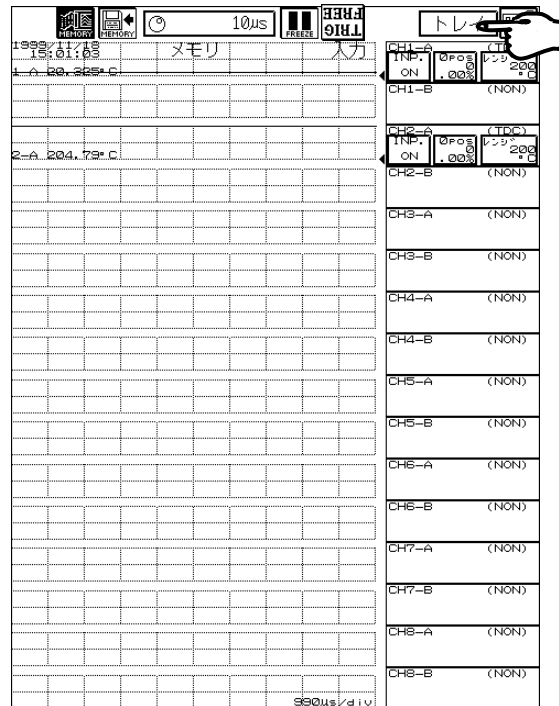 MEMORY MEMORY 10µs FREEZE FREE TRIG トレイ
1999/11/18 メモリ 入力
15:01:03
1-A 20.325°C
2-A 204.79°C
CH1-A
INP. 0Pos レンジ
ON 0 .00% 200 °C
CH1-B (NON)
CH2-A (TDC)
INP. 0Pos レンジ
ON 0 .00% 200 °C
CH2-B (NON)
CH3-A (NON)
CH3-B (NON)
CH4-A (NON)
CH4-B (NON)
CH5-A (NON)
CH5-B (NON)
CH6-A (NON)
CH6-B (NON)
CH7-A (NON)
CH7-B (NON)
CH8-A (NON)
CH8-B (NON)
990µs/div